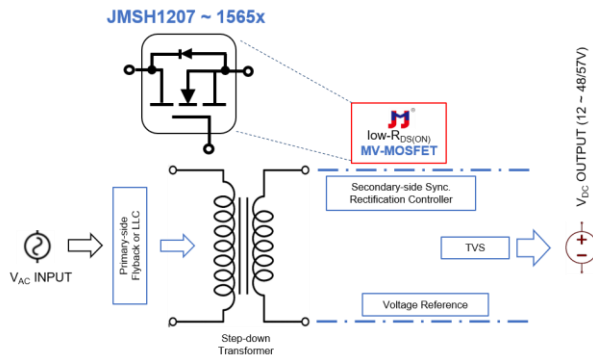 JMSH1207 ~ 1565x
JMJ®
low-RDS(ON)
MV-MOSFET
Secondary-side Sync.
Rectification Controller
VDC OUTPUT (12 ~ 48/57V)
Primary-side
Flyback or LLC
TVS
VAC INPUT
Voltage Reference
Step-down
Transformer